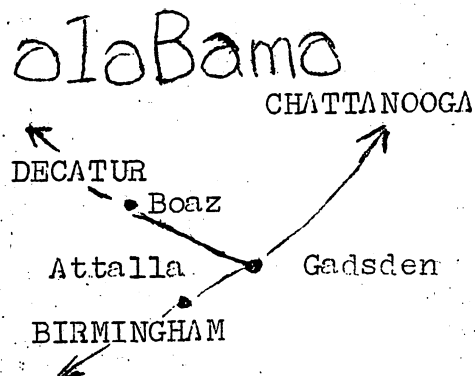 alaBama
CHATTANOOGA
DECATUR
Boaz
Attalla
Gadsden
BIRMINGHAM